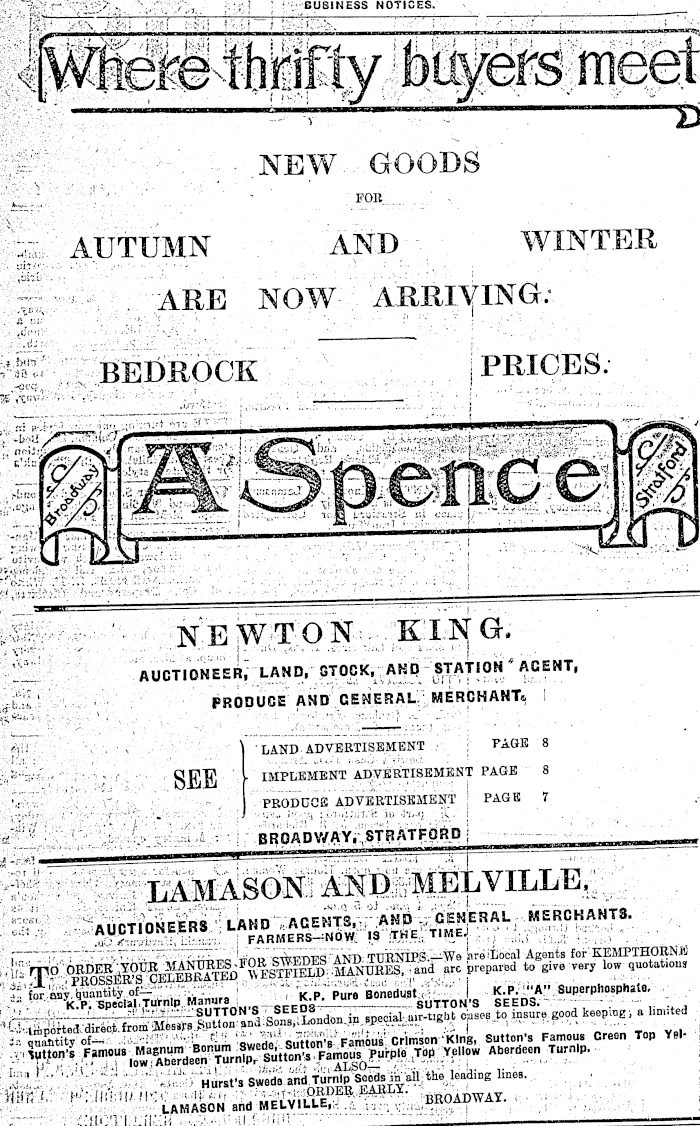 BUSINESS NOTICES.
Where thrifty buyers meet
NEW GOODS
FOR
AUTUMN AND WINTER
ARE NOW ARRIVING.
BEDROCK PRICES.
Broadway A Spence Stratford
NEWTON KING.
AUCTIONEER, LAND, STOCK, AND STATION AGENT,
PRODUCE AND GENERAL MERCHANT.
SEE
LAND ADVERTISEMENT PAGE 8
IMPLEMENT ADVERTISEMENT PAGE 8
PRODUCE ADVERTISEMENT PAGE 7
BROADWAY, STRATFORD
LAMASON AND MELVILLE,
AUCTIONEERS LAND AGENTS, AND GENERAL MERCHANTS.
FARMERS—NOW IS THE TIME.
TO ORDER YOUR MANURES FOR SWEDES AND TURNIPS.—We are Local Agents for KEMPTHORNE
PROSSER'S CELEBRATED WESTFIELD MANURES, and are prepared to give very low quotations
for any quantity of—
K.P. Special Turnip Manure K.P. Pure Bonedust K.P. "A" Superphosphate.
SUTTON'S SEEDS SUTTON'S SEEDS.
Imported direct from Messrs Sutton and Sons, London in special air-tight cases to insure good keeping; a limited
quantity of—
Sutton's Famous Magnum Bonum Swede, Sutton's Famous Crimson King, Sutton's Famous Green Top Yel-
low Aberdeen Turnip, Sutton's Famous Purple Top Yellow Aberdeen Turnip.
ALSO—
Hurst's Swede and Turnip Seeds in all the leading lines.
ORDER EARLY.
LAMASON and MELVILLE, BROADWAY.